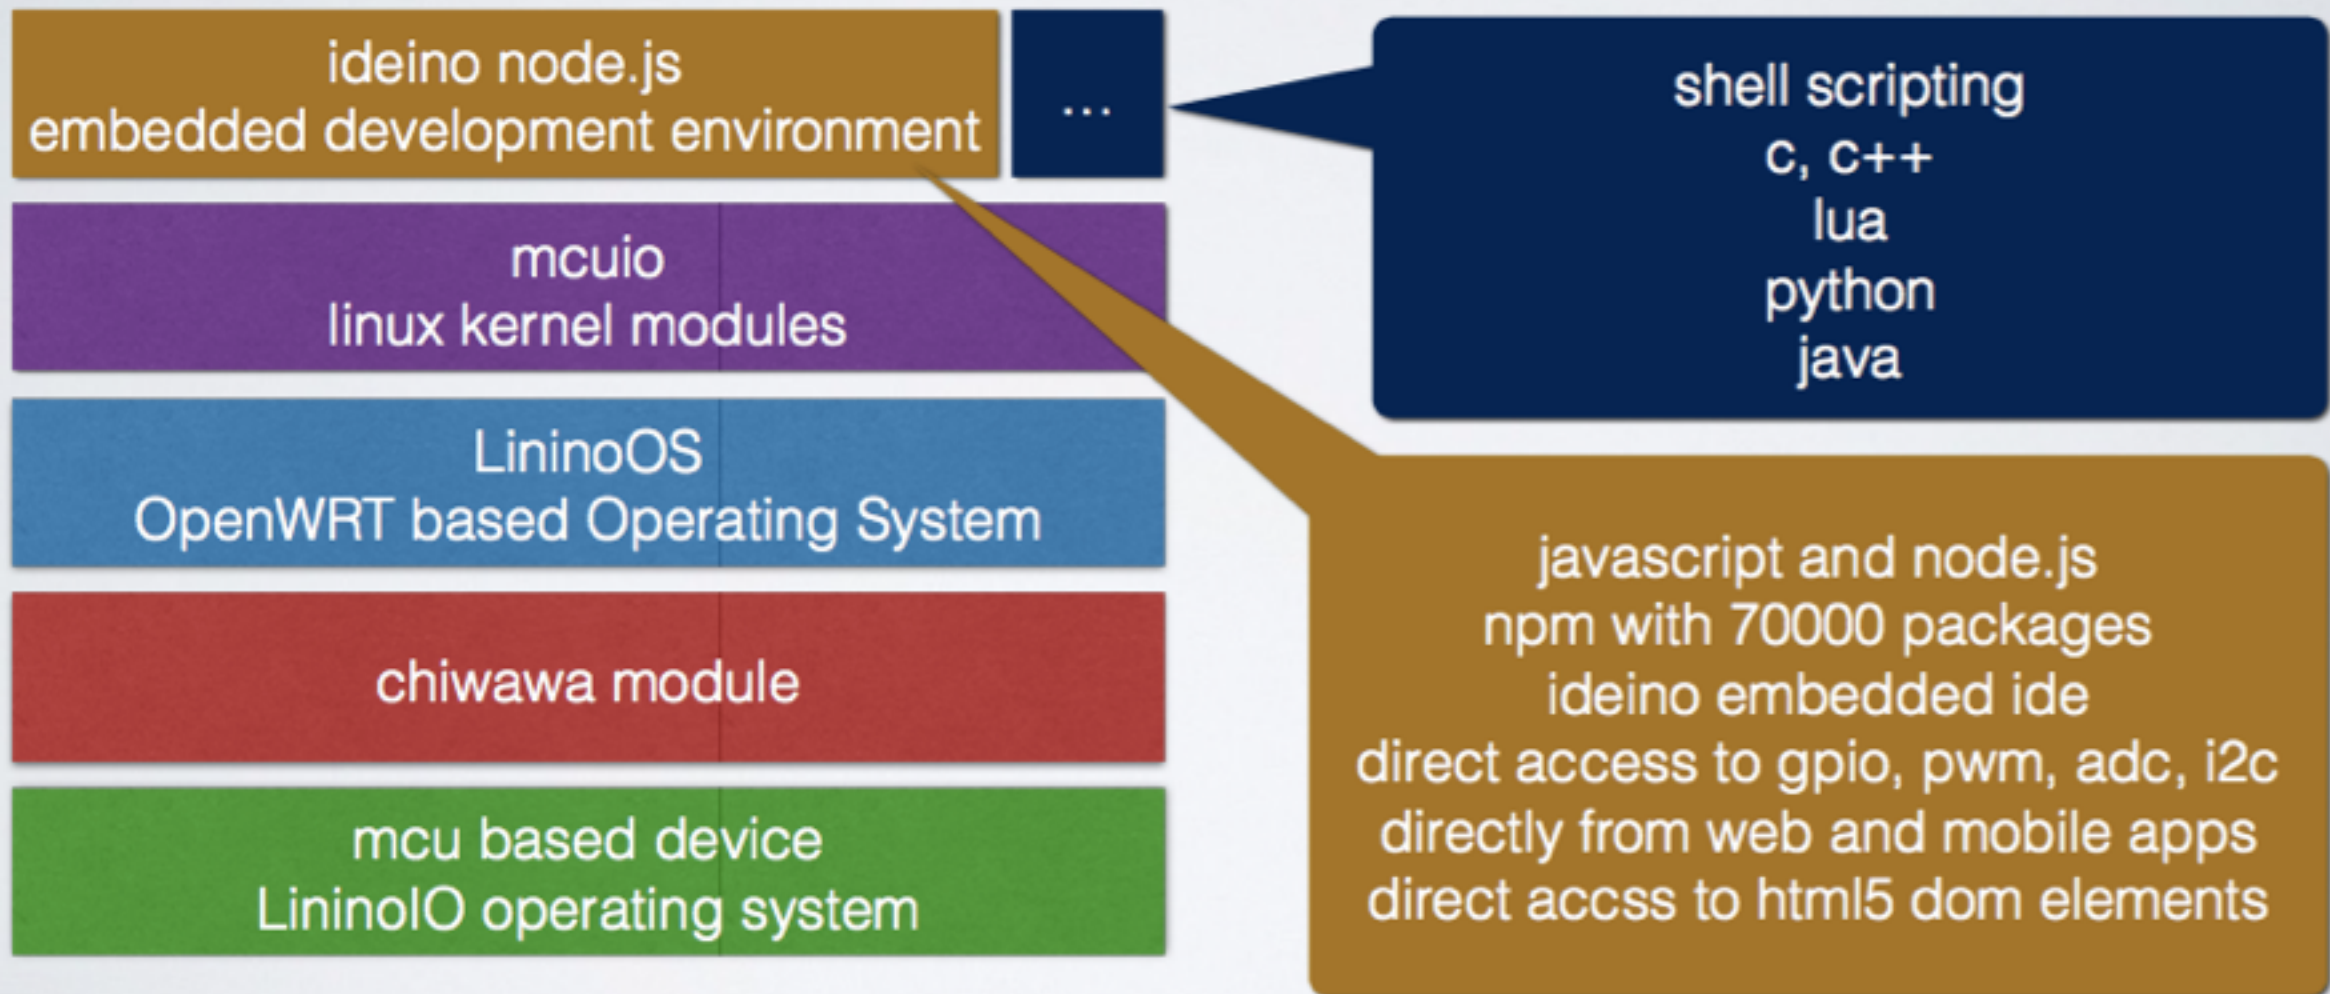 ideino node.js
embedded development environment
...
mcuio
linux kernel modules
LininoOS
OpenWRT based Operating System
chiwawa module
mcu based device
LininoIO operating system
shell scripting
c, c++
lua
python
java
javascript and node.js
npm with 70000 packages
ideino embedded ide
direct access to gpio, pwm, adc, i2c
directly from web and mobile apps
direct accss to html5 dom elements